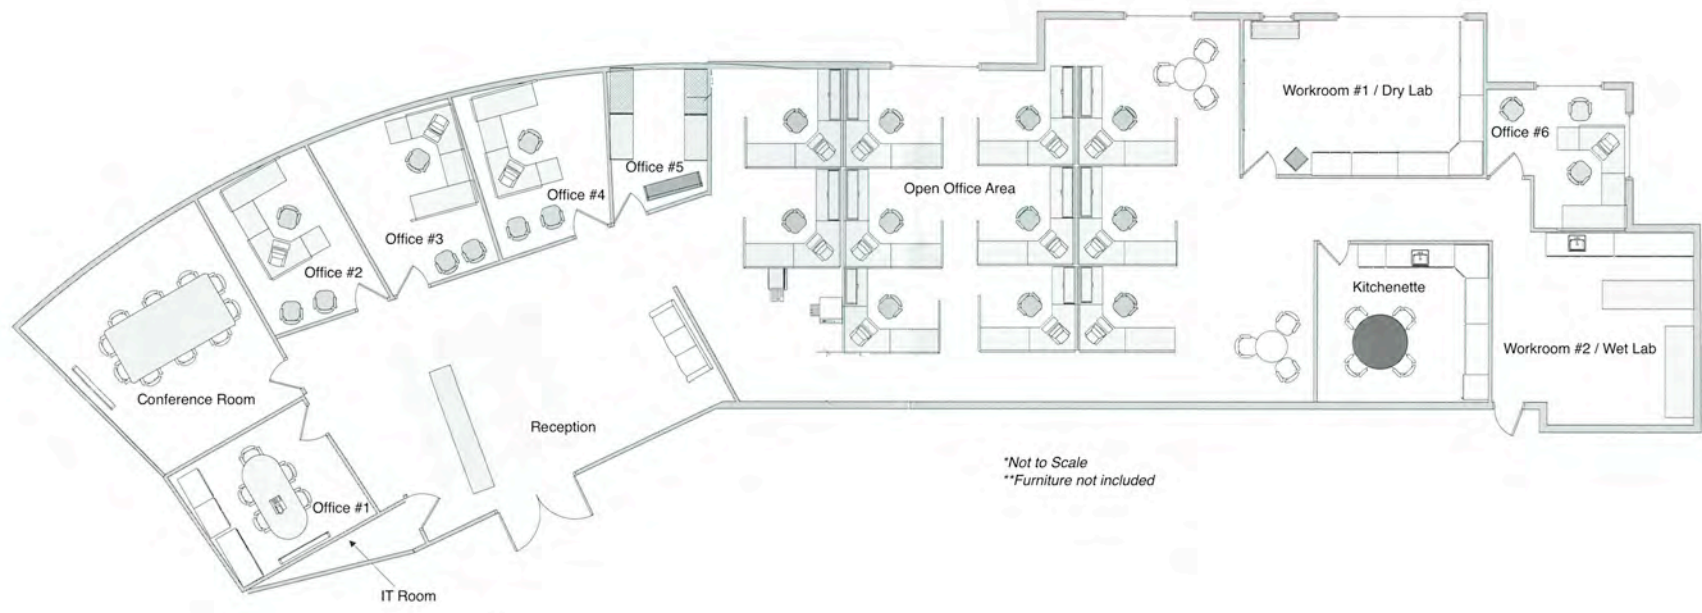 Workroom #1 / Dry Lab
Office #6
Office #5
Open Office Area
Office #4
Office #3
Office #2
Kitchenette
Workroom #2 / Wet Lab
Conference Room
Reception
*Not to Scale
**Furniture not included
Office #1
IT Room